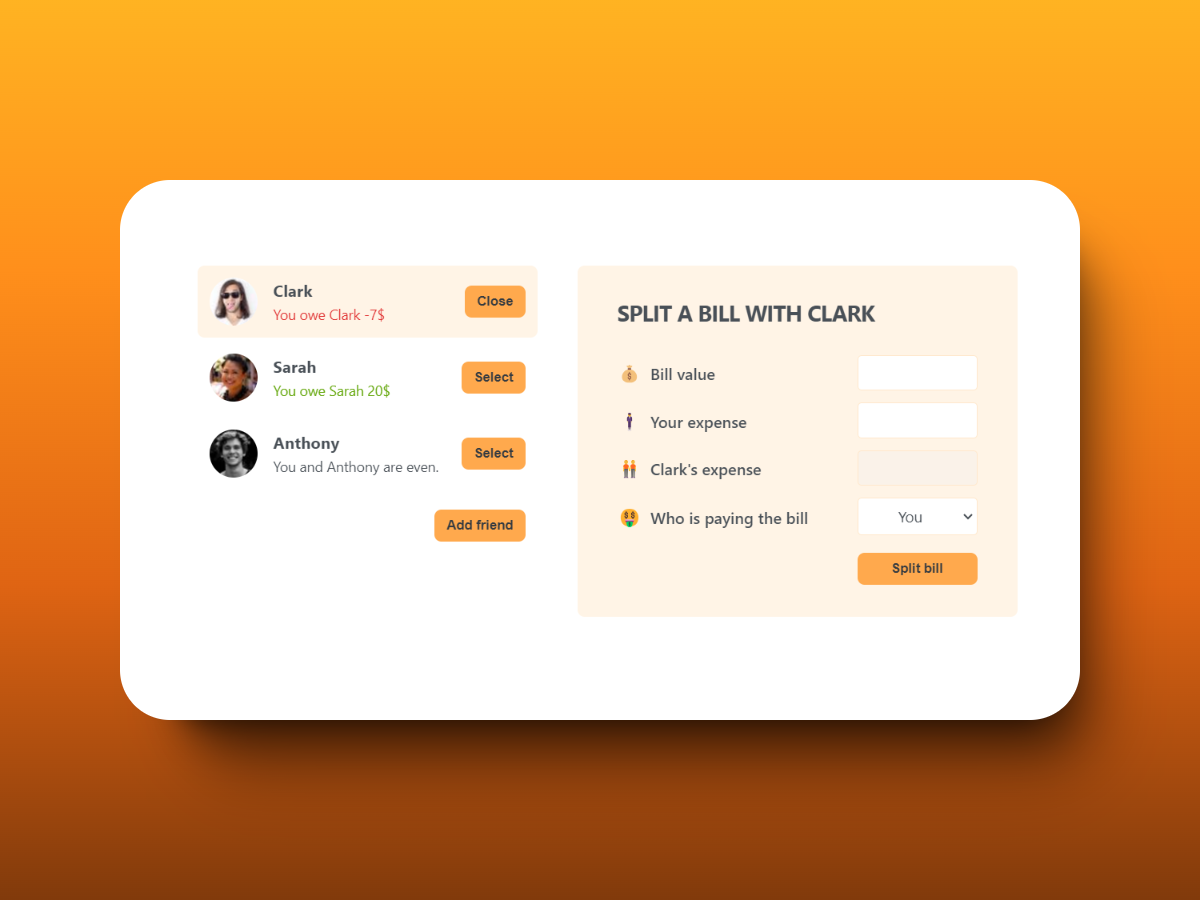 Clark
You owe Clark -7$
Close
Sarah
You owe Sarah 20$
Select
Anthony
You and Anthony are even.
Select
Add friend
SPLIT A BILL WITH CLARK
Bill value
Your expense
Clark's expense
Who is paying the bill
You
Split bill